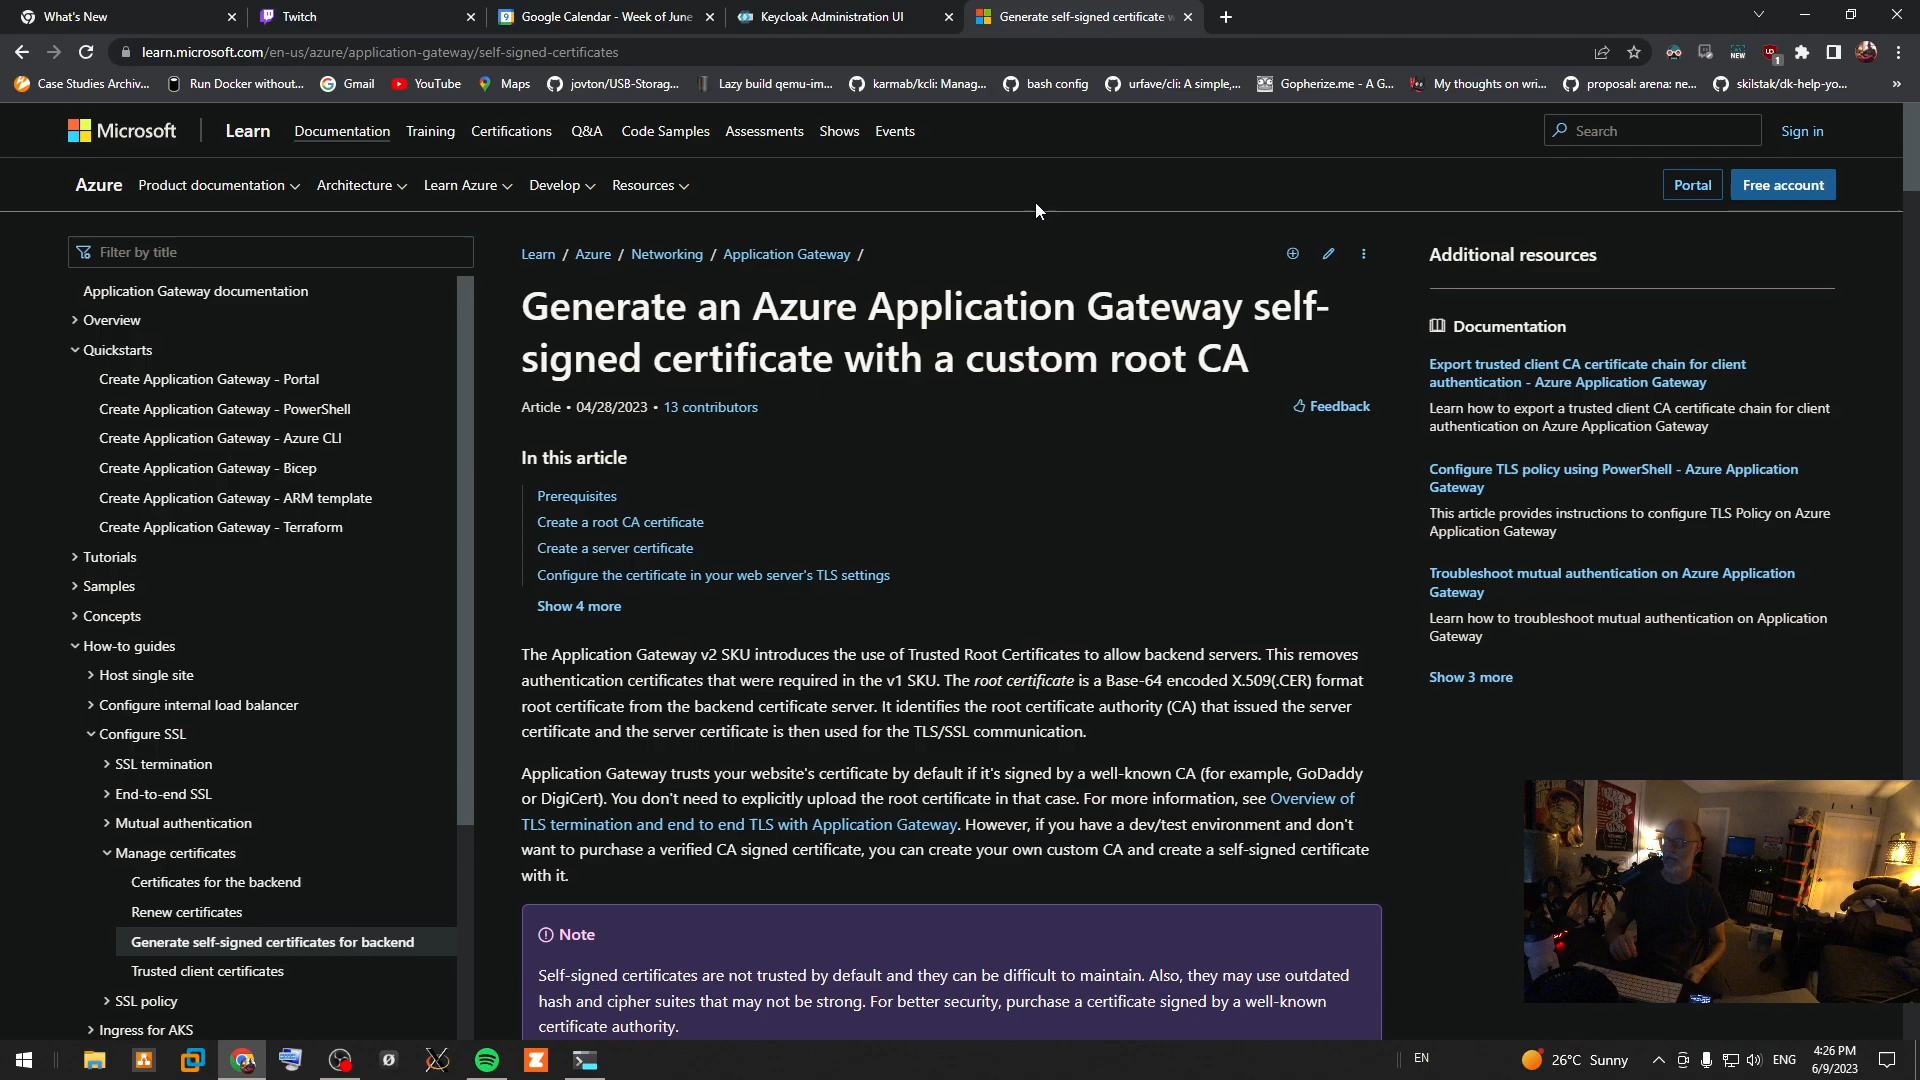 What's New
Twitch
Google Calendar - Week of June
Keycloak Administration UI
Generate self-signed certificate w
learn.microsoft.com/en-us/azure/application-gateway/self-signed-certificates
NEW
1
Case Studies Archiv...
Run Docker without...
Gmail
YouTube
Maps
jovton/USB-Storag...
Lazy build qemu-im...
karmab/kcli: Manag...
bash config
urfave/cli: A simple,...
Gopherize.me - A G...
My thoughts on wri...
proposal: arena: ne...
skilstak/dk-help-yo...
»
Microsoft
Learn
Documentation
Training
Certifications
Q&A
Code Samples
Assessments
Shows
Events
Search
Sign in
Azure
Product documentation
Architecture
Learn Azure
Develop
Resources
Portal
Free account
Filter by title
Application Gateway documentation
Overview
Quickstarts
Create Application Gateway - Portal
Create Application Gateway - PowerShell
Create Application Gateway - Azure CLI
Create Application Gateway - Bicep
Create Application Gateway - ARM template
Create Application Gateway - Terraform
Tutorials
Samples
Concepts
How-to guides
Host single site
Configure internal load balancer
Configure SSL
SSL termination
End-to-end SSL
Mutual authentication
Manage certificates
Certificates for the backend
Renew certificates
Generate self-signed certificates for backend
Trusted client certificates
SSL policy
Ingress for AKS
Learn / Azure / Networking / Application Gateway /
Generate an Azure Application Gateway self-
signed certificate with a custom root CA
Article • 04/28/2023 • 13 contributors
Feedback
In this article
Prerequisites
Create a root CA certificate
Create a server certificate
Configure the certificate in your web server's TLS settings
Show 4 more
The Application Gateway v2 SKU introduces the use of Trusted Root Certificates to allow backend servers. This removes
authentication certificates that were required in the v1 SKU. The root certificate is a Base-64 encoded X.509(.CER) format
root certificate from the backend certificate server. It identifies the root certificate authority (CA) that issued the server
certificate and the server certificate is then used for the TLS/SSL communication.
Application Gateway trusts your website's certificate by default if it's signed by a well-known CA (for example, GoDaddy
or DigiCert). You don't need to explicitly upload the root certificate in that case. For more information, see Overview of
TLS termination and end to end TLS with Application Gateway. However, if you have a dev/test environment and don't
want to purchase a verified CA signed certificate, you can create your own custom CA and create a self-signed certificate
with it.
Note
Self-signed certificates are not trusted by default and they can be difficult to maintain. Also, they may use outdated
hash and cipher suites that may not be strong. For better security, purchase a certificate signed by a well-known
certificate authority.
Additional resources
Documentation
Export trusted client CA certificate chain for client
authentication - Azure Application Gateway
Learn how to export a trusted client CA certificate chain for client
authentication on Azure Application Gateway
Configure TLS policy using PowerShell - Azure Application
Gateway
This article provides instructions to configure TLS Policy on Azure
Application Gateway
Troubleshoot mutual authentication on Azure Application
Gateway
Learn how to troubleshoot mutual authentication on Application
Gateway
Show 3 more
EN
26°C Sunny
ENG
4:26 PM
6/9/2023